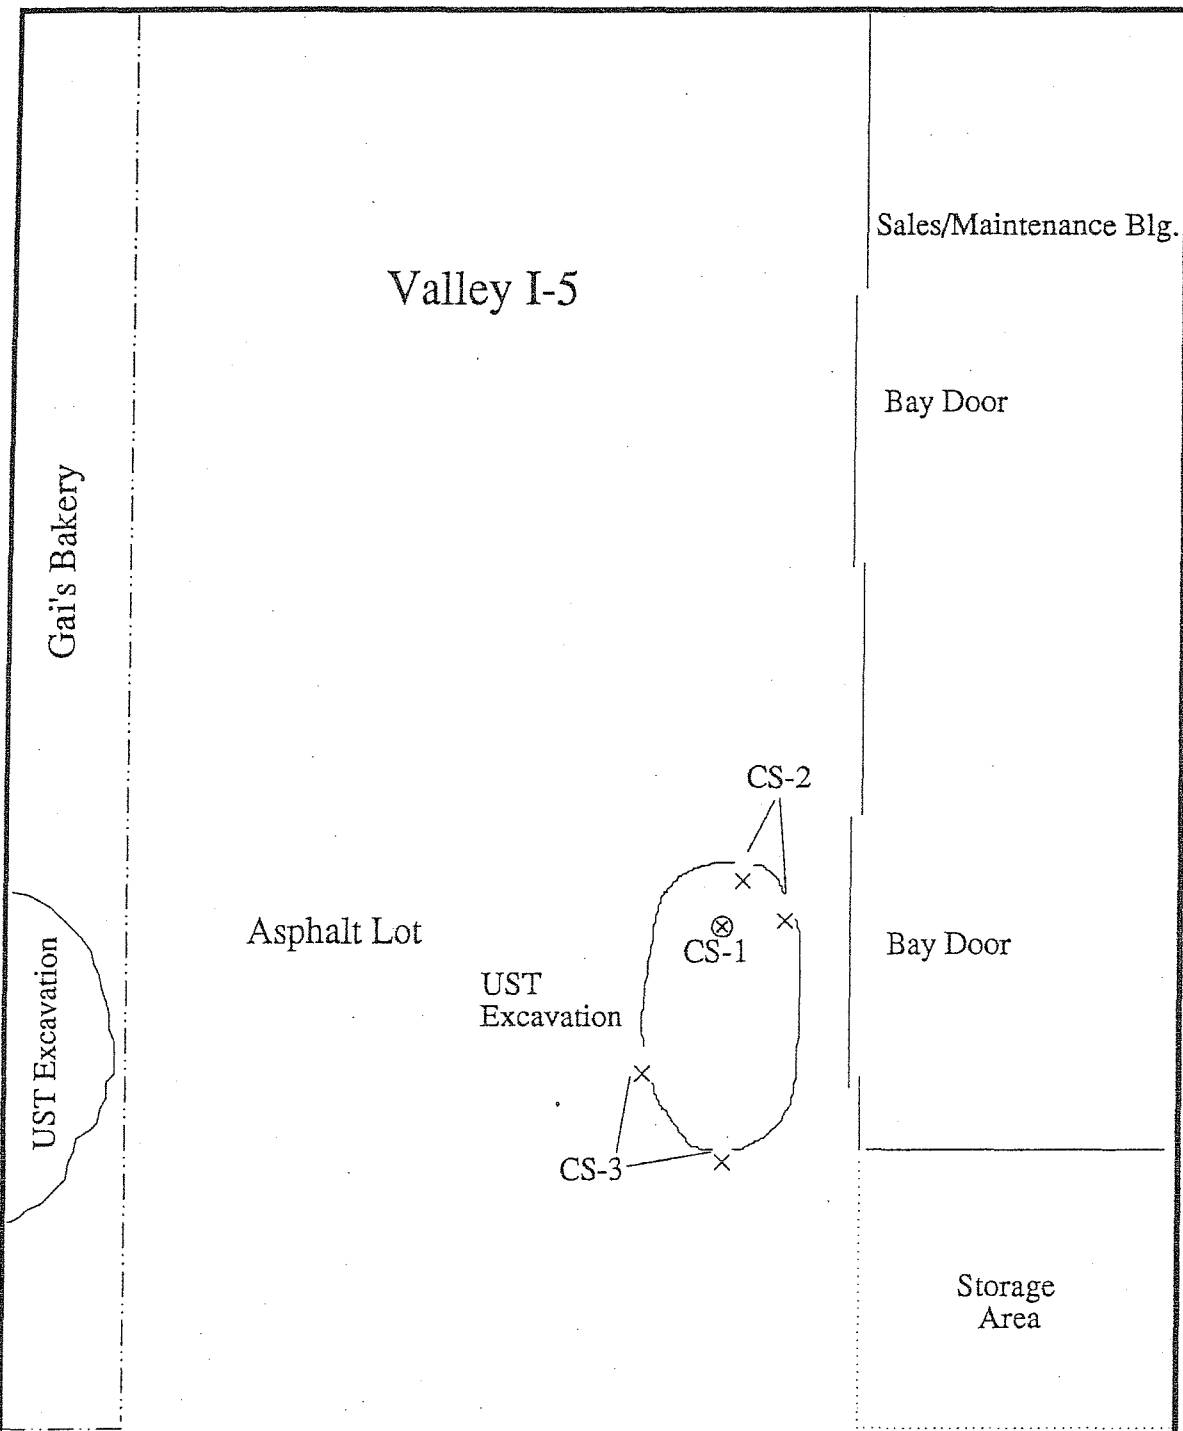 Sales/Maintenance Blg.
Valley I-5
Bay Door
Gai's Bakery
CS-2
Asphalt Lot
CS-1
Bay Door
UST
Excavation
UST Excavation
CS-3
Storage
Area